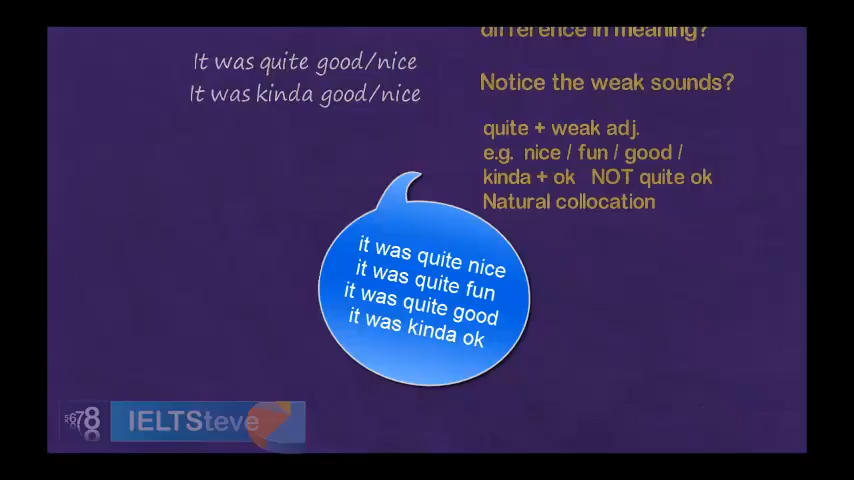 difference in meaning?
It was quite good/nice
It was kinda good/nice
Notice the weak sounds?
quite + weak adj.
e.g. nice / fun / good /
kinda + ok NOT quite ok
Natural collocation
it was quite nice
it was quite fun
it was quite good
it was kinda ok
5678
IELTSteve